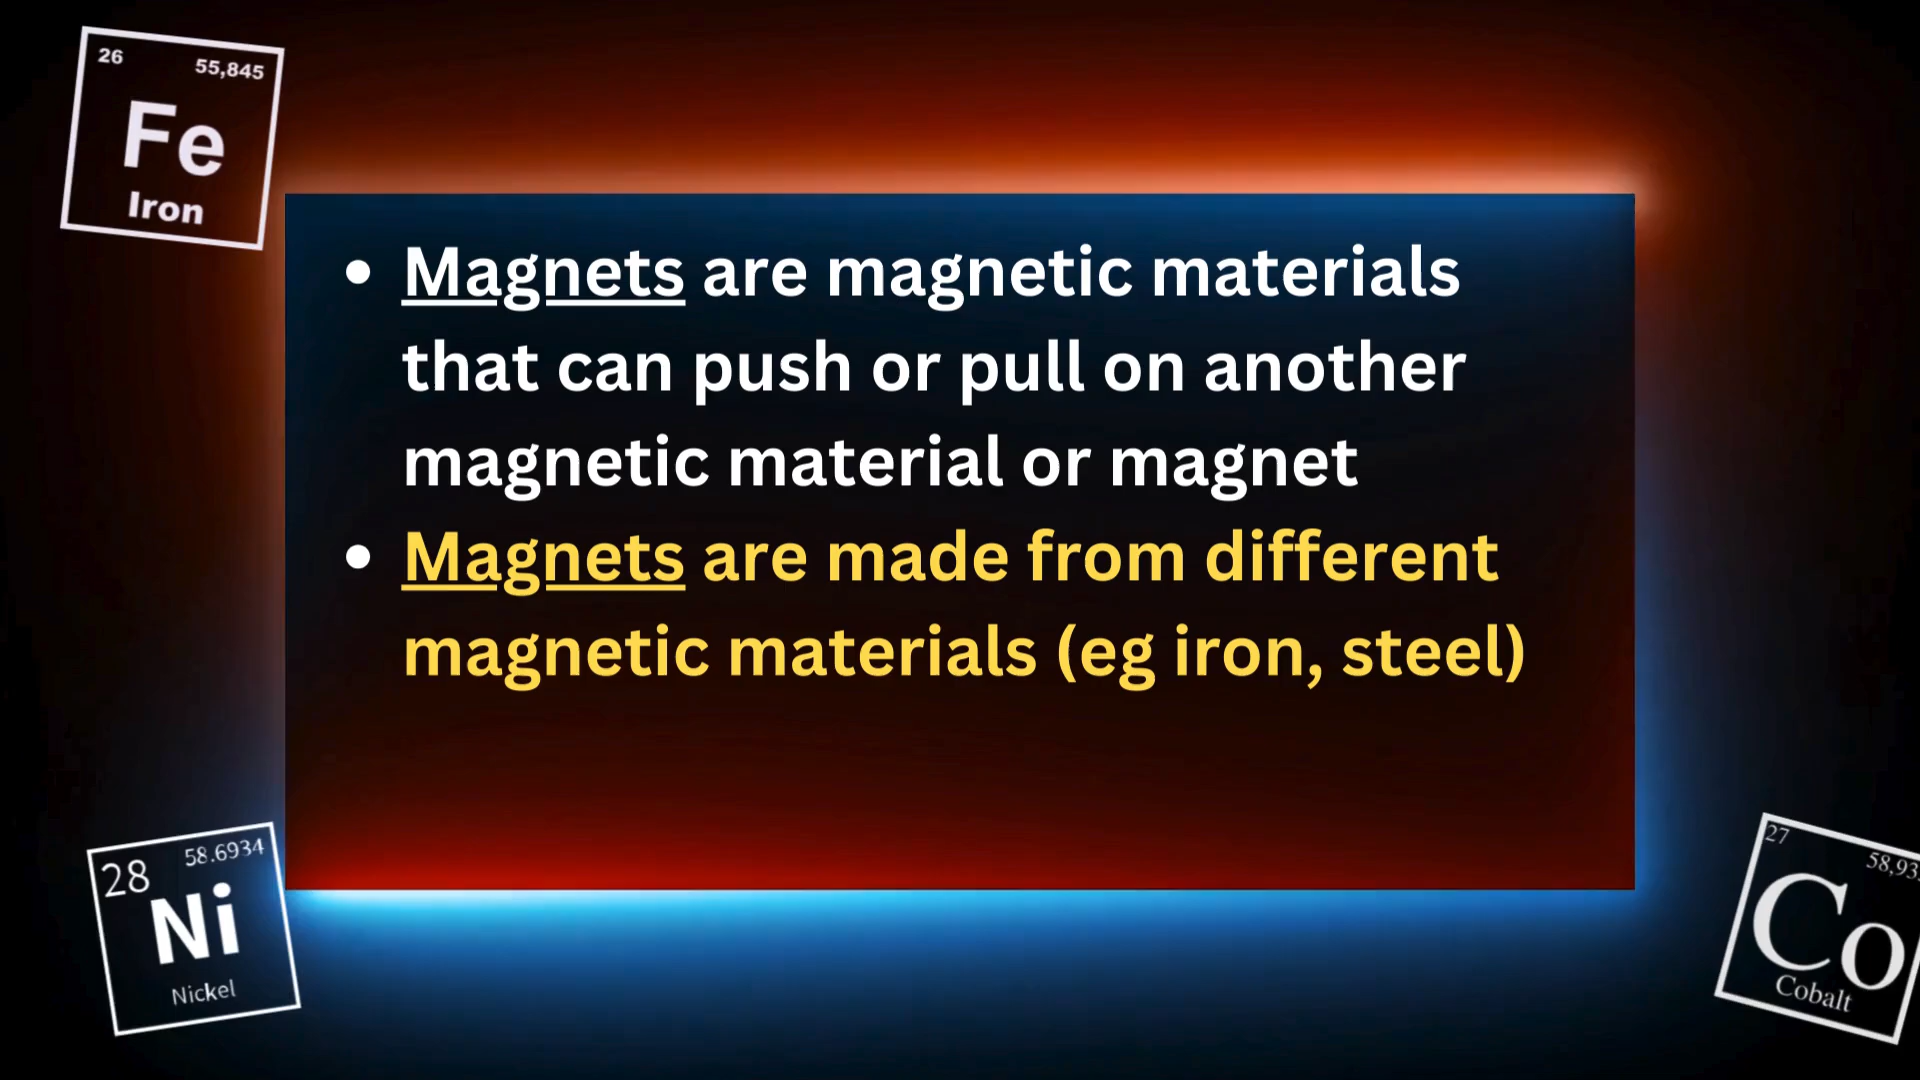 26 55,845
Fe
Iron
• Magnets are magnetic materials
that can push or pull on another
magnetic material or magnet
• Magnets are made from different
magnetic materials (eg iron, steel)
28 58.6934
Ni
Nickel
27 58,93
Co
Cobalt